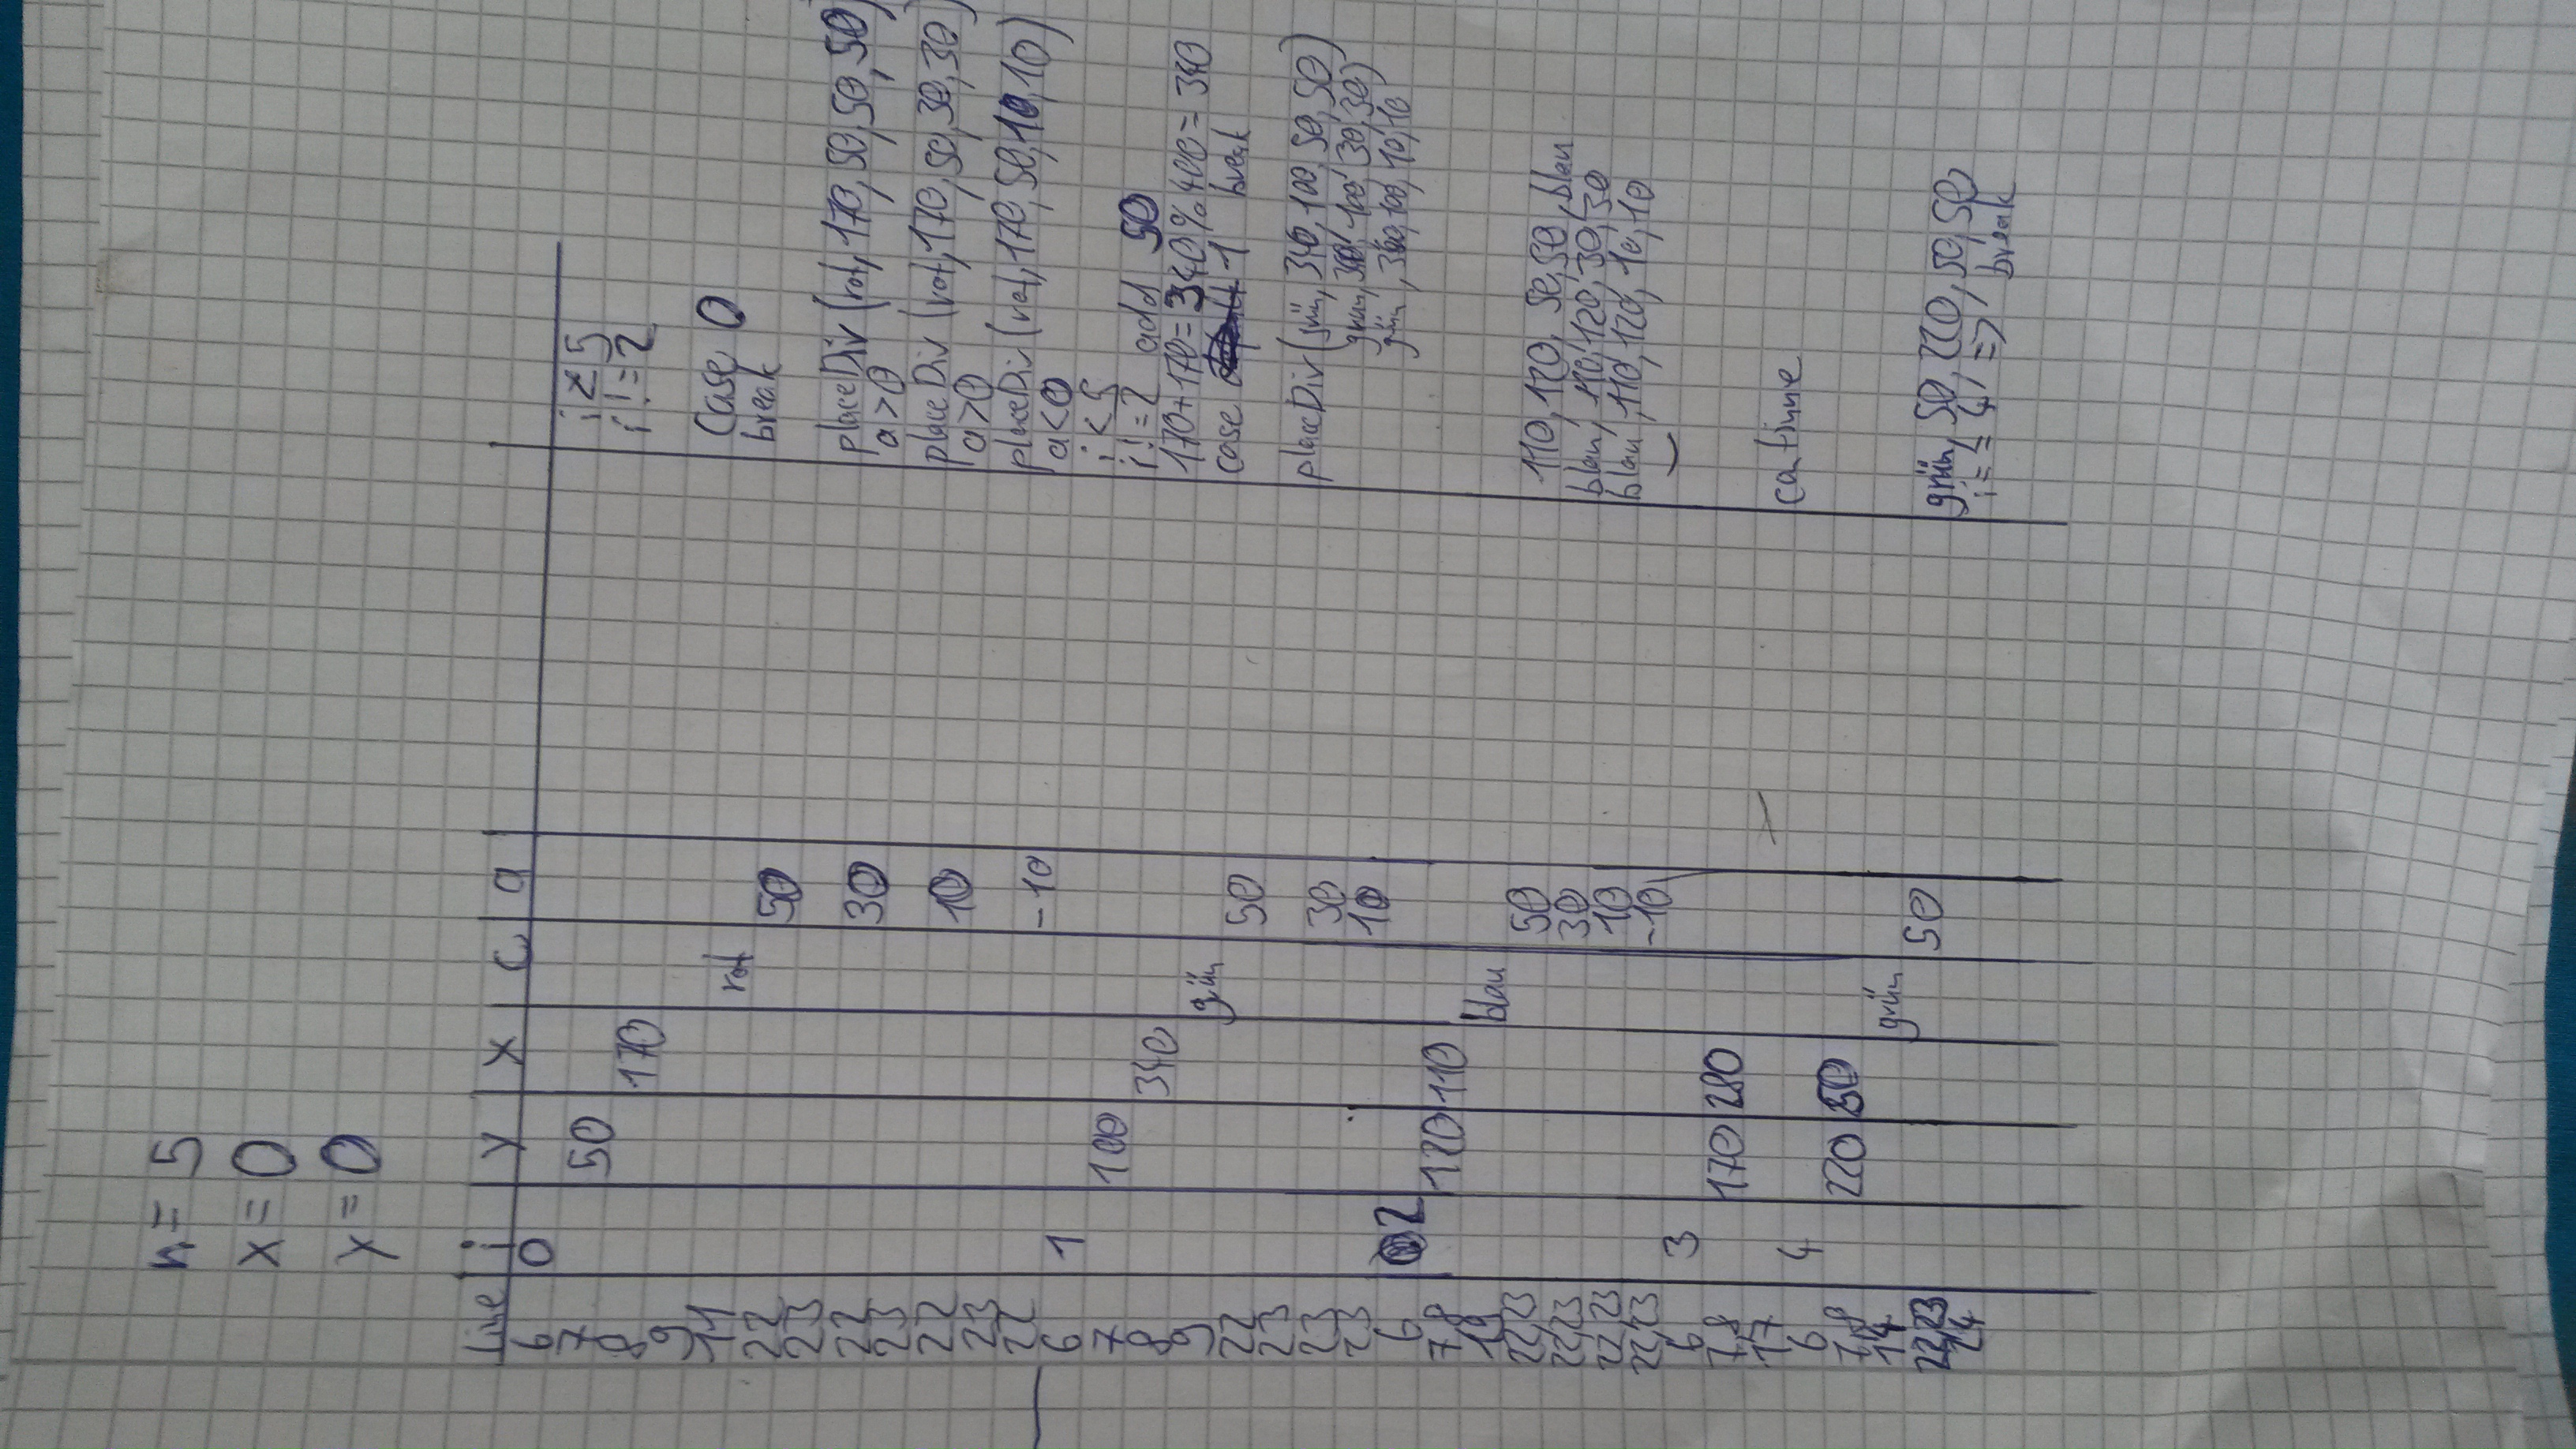 n = 5
x = 0
y = 0
Line i y x c a
6 0
7 50 i ≥ 5
8 170 i != 2
9
11 rot Case 0
22 50 break
23
22 30 placeDiv (rot, 170, 50, 50, 50)
23 a > 0
22 10 placeDiv (rot, 170, 50, 30, 30)
23 a > 0
22 -10 placeDiv (rot, 170, 50, 10, 10)
6 1 a < 0
7 100 i < 5
8 340 i != 2 add 50
9 grün 170 + 170 = 340 % 400 = 340
22 50 case 1 break
23
23 30 placeDiv (grün, 340, 100, 50, 50)
23 10 grün, 340, 100, 30, 30)
6 2 grün, 340, 100, 10, 10
7,8 120 110
19 blau
22,23 50 110, 120, 50, 50, blau
22,23 30 blau, 110, 120, 30, 30
22,23 10 blau, 110, 120, 10, 10
22,23 -10
6 3
7,8 170 280
17 continue
6 4
7,8 220 50
14 grün
22,23 50 grün, 50, 220, 50, 50
24 i == 4 => break